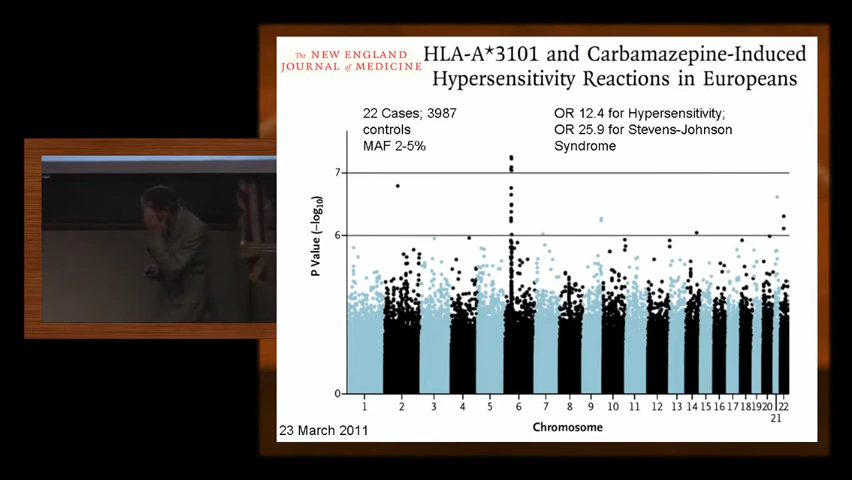 The NEW ENGLAND
JOURNAL of MEDICINE
HLA-A*3101 and Carbamazepine-Induced
Hypersensitivity Reactions in Europeans
22 Cases; 3987
controls
MAF 2-5%
OR 12.4 for Hypersensitivity;
OR 25.9 for Stevens-Johnson
Syndrome
7
6
0
P Value (−log10)
1 2 3 4 5 6 7 8 9 10 11 12 13 14 15 16 17 18 19 20 22
21
Chromosome
23 March 2011